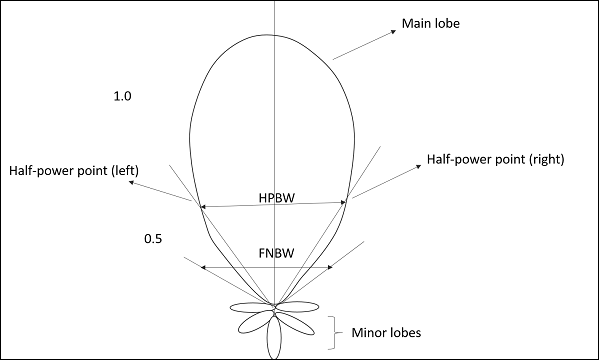 Main lobe
1.0
Half-power point (left)
Half-power point (right)
HPBW
0.5
FNBW
Minor lobes